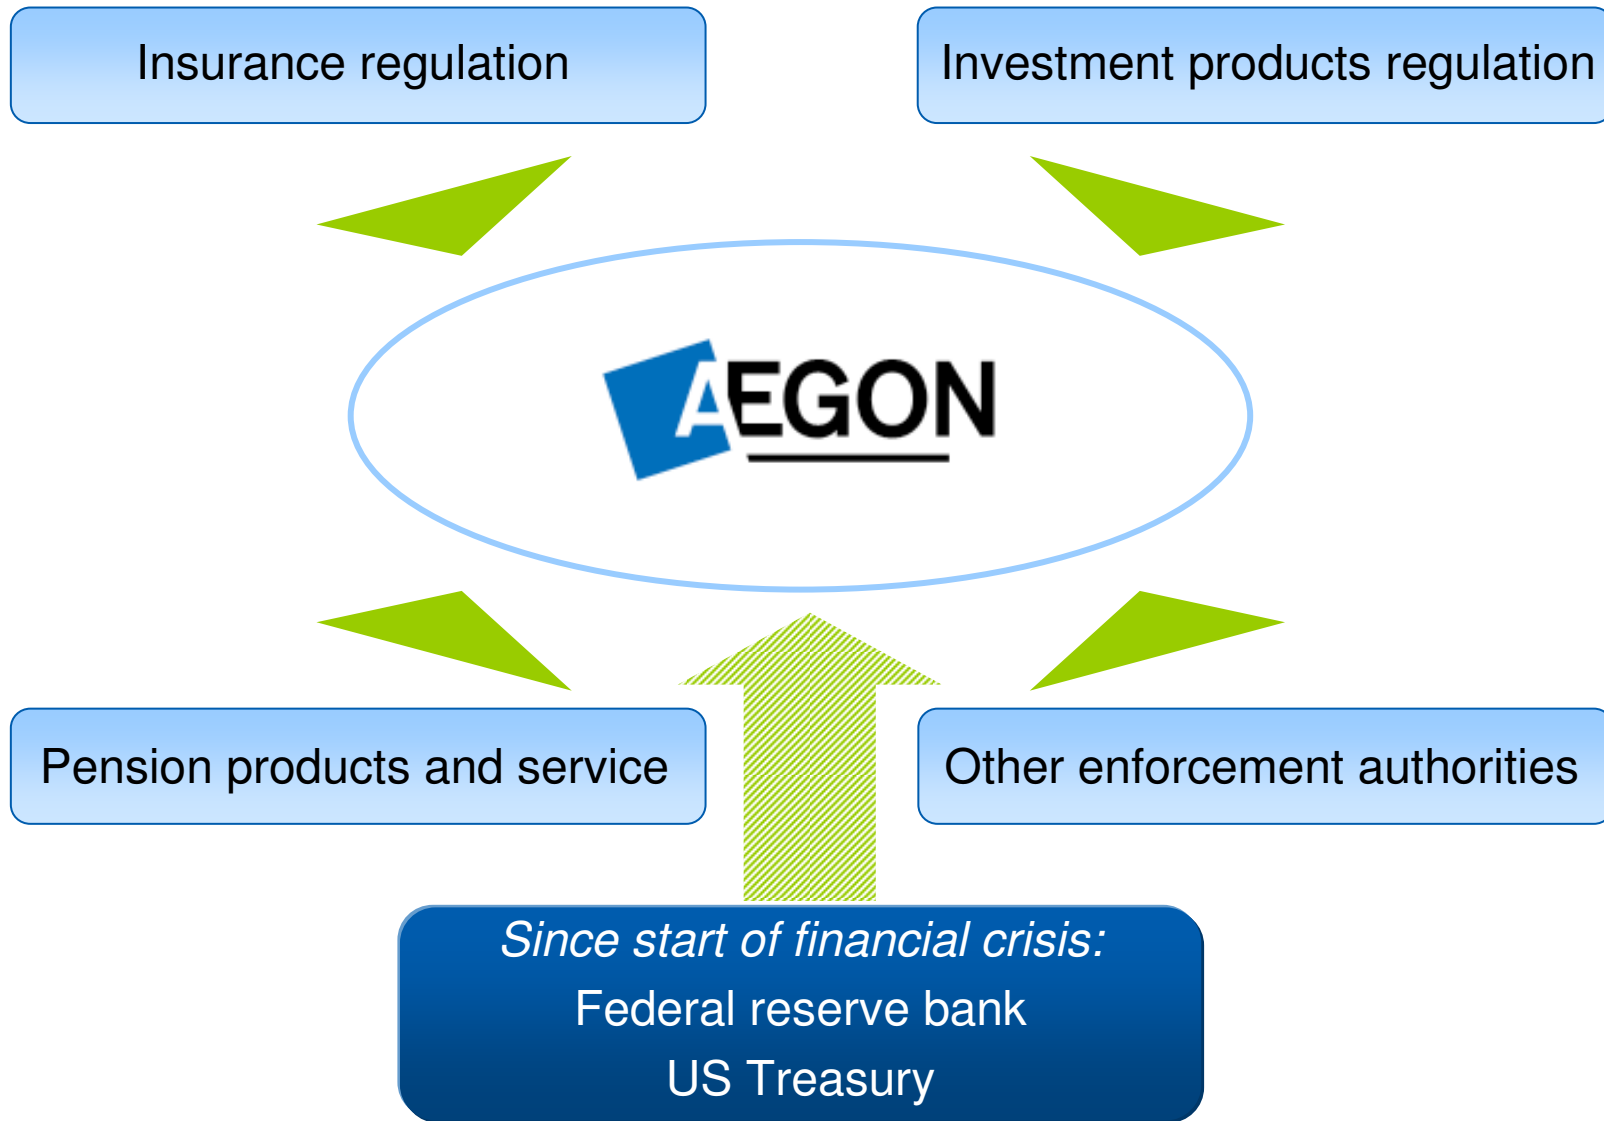 Insurance regulation
Investment products regulation
AEGON
Pension products and service
Other enforcement authorities
Since start of financial crisis:
Federal reserve bank
US Treasury